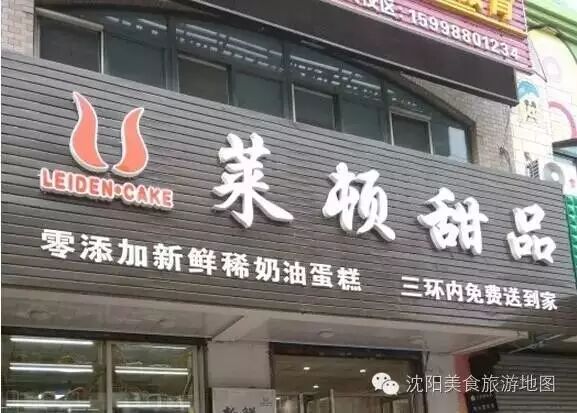 15998801234
LEIDEN·CAKE
莱顿甜品
零添加新鲜稀奶油蛋糕 三环内免费送到家
沈阳美食旅游地图